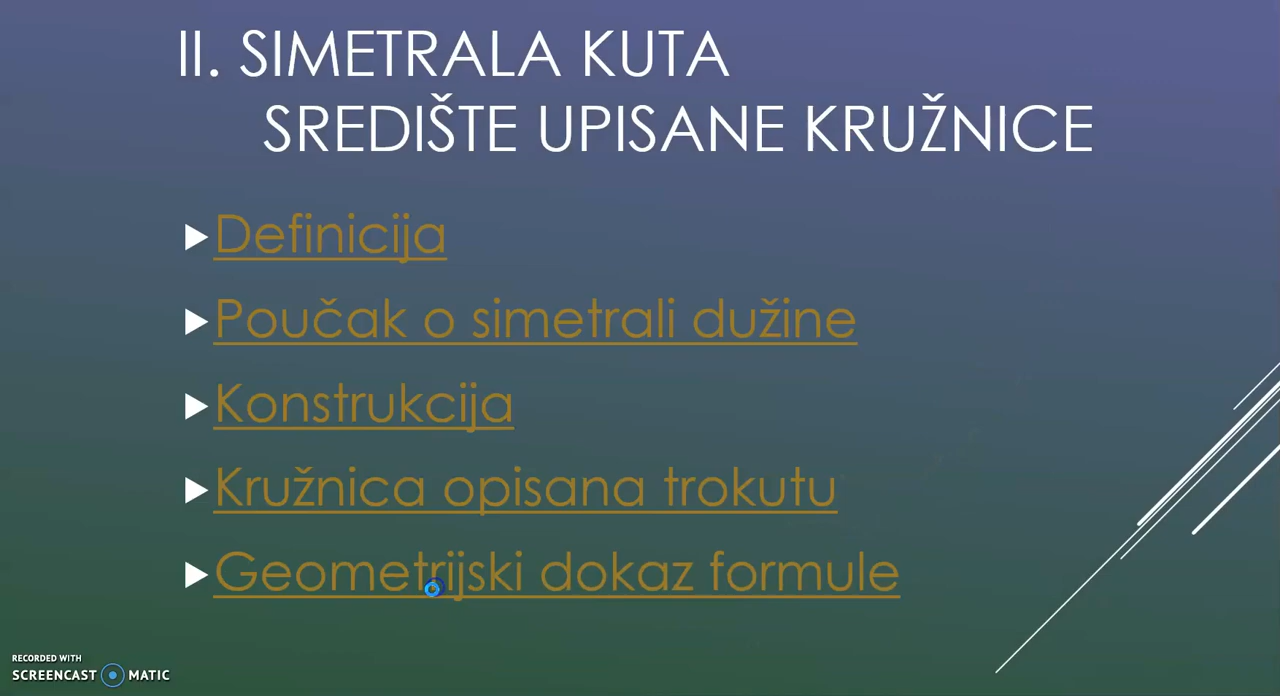 II. SIMETRALA KUTA
SREDIŠTE UPISANE KRUŽNICE
Definicija
Poučak o simetrali dužine
Konstrukcija
Kružnica opisana trokutu
Geometrijski dokaz formule
RECORDED WITH
SCREENCAST MATIC